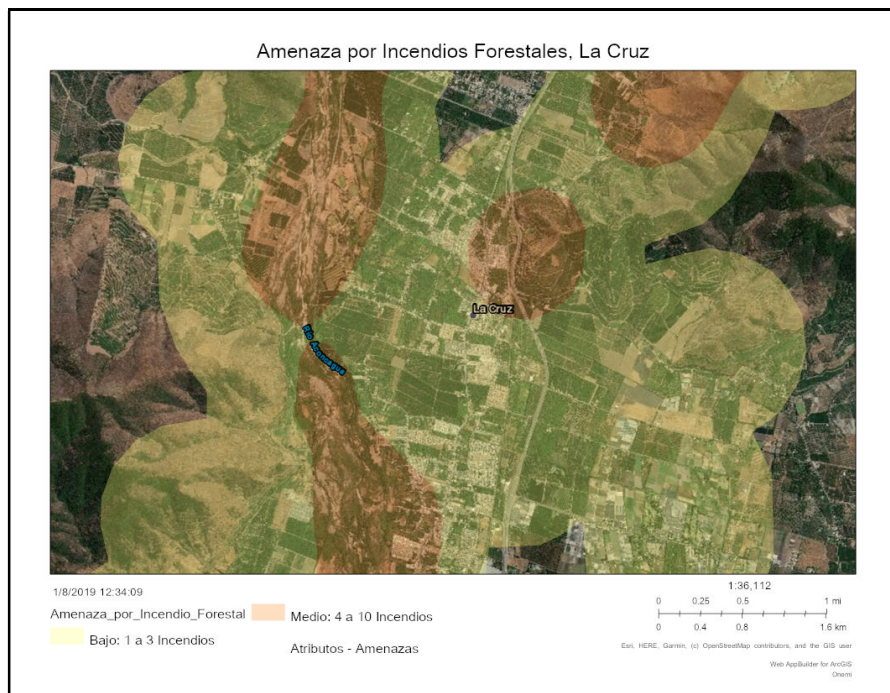 Amenaza por Incendios Forestales, La Cruz
La Cruz
Río Aconcagua
1/8/2019 12:34:09
Amenaza_por_Incendio_Forestal
Medio: 4 a 10 Incendios
Bajo: 1 a 3 Incendios
Atributos - Amenazas
1:36,112
0 0.25 0.5 1 mi
0 0.4 0.8 1.6 km
Esri, HERE, Garmin, (c) OpenStreetMap contributors, and the GIS user
Web AppBuilder for ArcGIS
Onemi